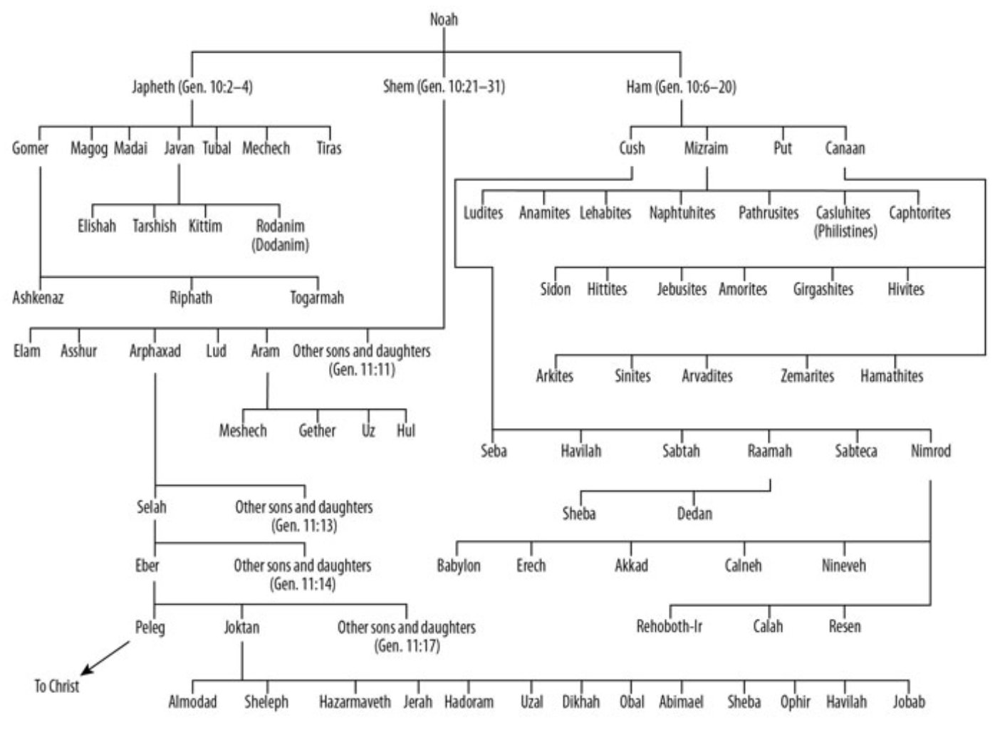 Noah
Japheth (Gen. 10:2–4) Shem (Gen. 10:21–31) Ham (Gen. 10:6–20)
Gomer Magog Madai Javan Tubal Mechech Tiras Cush Mizraim Put Canaan
Ludites Anamites Lehabites Naphtuhites Pathrusites Casluhites Caphtorites
(Philistines)
Elishah Tarshish Kittim Rodanim
(Dodanim)
Sidon Hittites Jebusites Amorites Girgashites Hivites
Ashkenaz Riphath Togarmah
Elam Asshur Arphaxad Lud Aram Other sons and daughters
(Gen. 11:11)
Arkites Sinites Arvadites Zemarites Hamathites
Meshech Gether Uz Hul
Seba Havilah Sabtah Raamah Sabteca Nimrod
Selah Other sons and daughters
(Gen. 11:13)
Sheba Dedan
Eber Other sons and daughters
(Gen. 11:14)
Babylon Erech Akkad Calneh Nineveh
Peleg Joktan Other sons and daughters
(Gen. 11:17)
Rehoboth-Ir Calah Resen
To Christ
Almodad Sheleph Hazarmaveth Jerah Hadoram Uzal Dikhah Obal Abimael Sheba Ophir Havilah Jobab